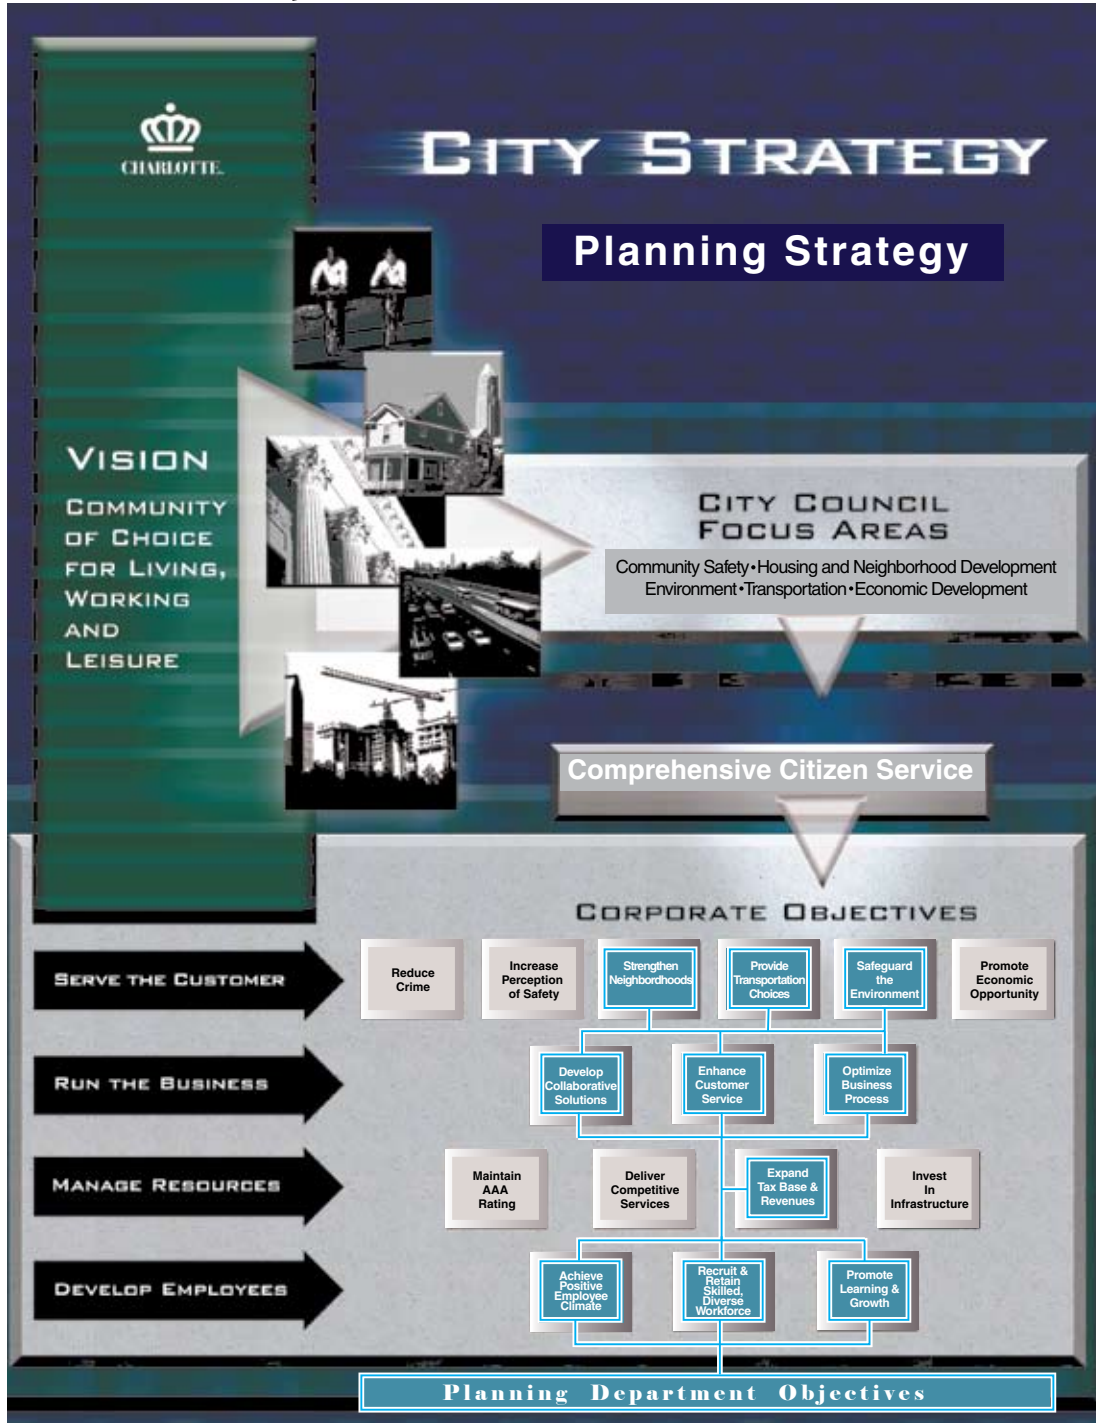 CHARLOTTE.
CITY STRATEGY
Planning Strategy
VISION
COMMUNITY
OF CHOICE
FOR LIVING,
WORKING
AND
LEISURE
CITY COUNCIL
FOCUS AREAS
Community Safety•Housing and Neighborhood Development
Environment•Transportation•Economic Development
Comprehensive Citizen Service
CORPORATE OBJECTIVES
SERVE THE CUSTOMER
Reduce
Crime
Increase
Perception
of Safety
Strengthen
Neighbordhoods
Provide
Transportation
Choices
Safeguard
the
Environment
Promote
Economic
Opportunity
RUN THE BUSINESS
Develop
Collaborative
Solutions
Enhance
Customer
Service
Optimize
Business
Process
MANAGE RESOURCES
Maintain
AAA
Rating
Deliver
Competitive
Services
Expand
Tax Base &
Revenues
Invest
In
Infrastructure
DEVELOP EMPLOYEES
Achieve
Positive
Employee
Climate
Recruit &
Retain
Skilled,
Diverse
Workforce
Promote
Learning &
Growth
Planning Department Objectives